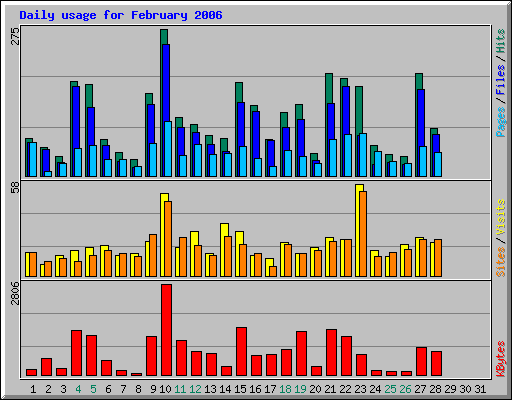 Daily usage for February 2006
275
Pages / Files / Hits
58
Sites / Visits
2806
KBytes
1 2 3 4 5 6 7 8 9 10 11 12 13 14 15 16 17 18 19 20 21 22 23 24 25 26 27 28 29 30 31